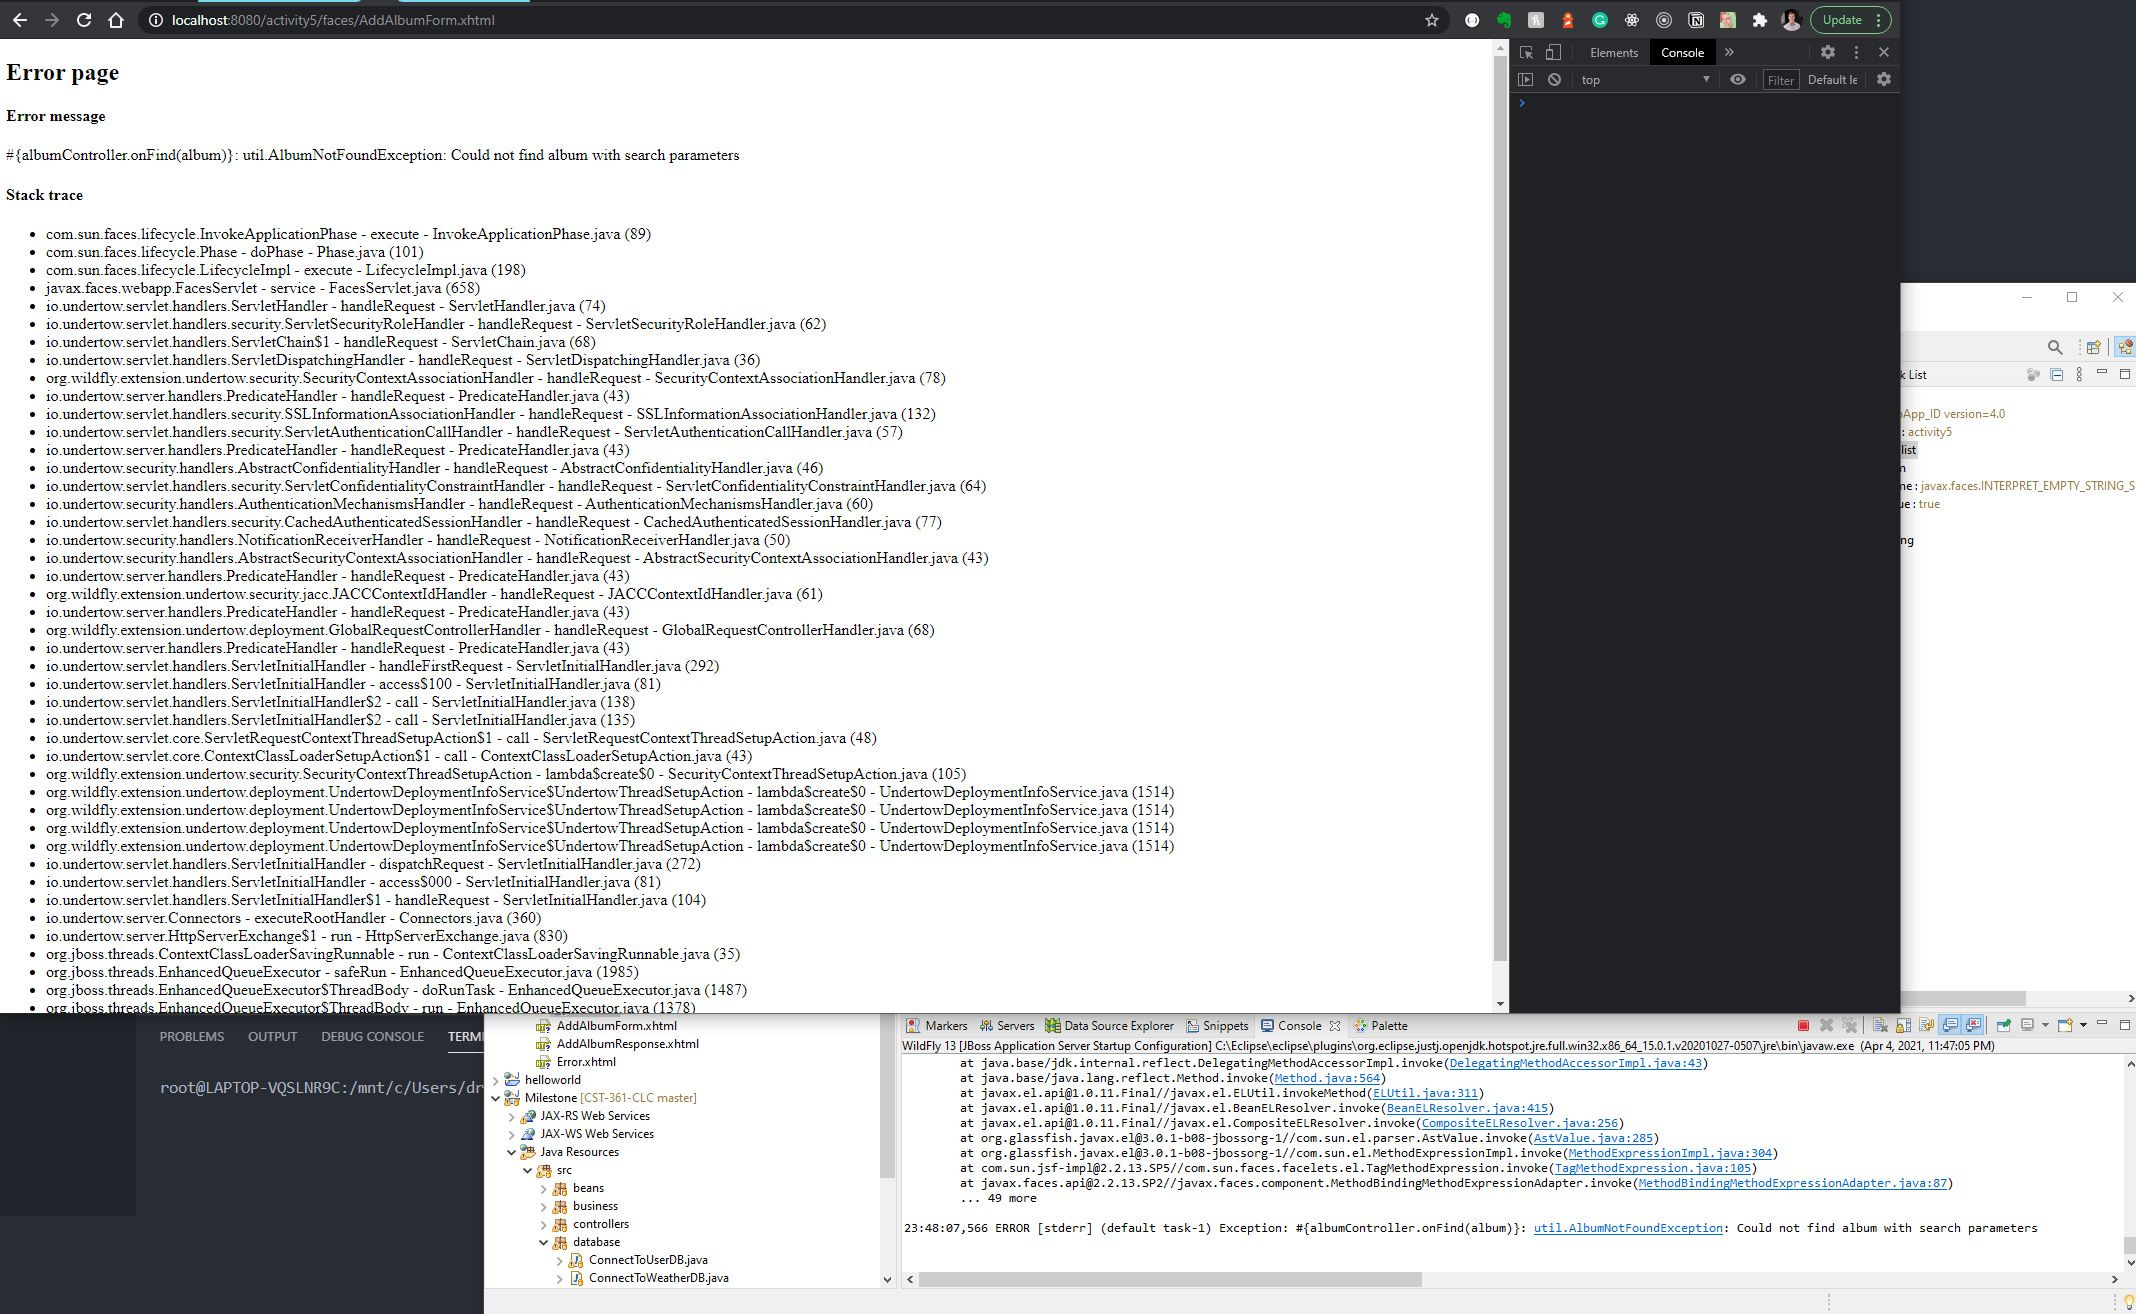 localhost:8080/activity5/faces/AddAlbumForm.xhtml
Update
Error page
Error message
#{albumController.onFind(album)}: util.AlbumNotFoundException: Could not find album with search parameters
Stack trace
com.sun.faces.lifecycle.InvokeApplicationPhase - execute - InvokeApplicationPhase.java (89)
com.sun.faces.lifecycle.Phase - doPhase - Phase.java (101)
com.sun.faces.lifecycle.LifecycleImpl - execute - LifecycleImpl.java (198)
javax.faces.webapp.FacesServlet - service - FacesServlet.java (658)
io.undertow.servlet.handlers.ServletHandler - handleRequest - ServletHandler.java (74)
io.undertow.servlet.handlers.security.ServletSecurityRoleHandler - handleRequest - ServletSecurityRoleHandler.java (62)
io.undertow.servlet.handlers.ServletChain$1 - handleRequest - ServletChain.java (68)
io.undertow.servlet.handlers.ServletDispatchingHandler - handleRequest - ServletDispatchingHandler.java (36)
org.wildfly.extension.undertow.security.SecurityContextAssociationHandler - handleRequest - SecurityContextAssociationHandler.java (78)
io.undertow.server.handlers.PredicateHandler - handleRequest - PredicateHandler.java (43)
io.undertow.servlet.handlers.security.SSLInformationAssociationHandler - handleRequest - SSLInformationAssociationHandler.java (132)
io.undertow.servlet.handlers.security.ServletAuthenticationCallHandler - handleRequest - ServletAuthenticationCallHandler.java (57)
io.undertow.server.handlers.PredicateHandler - handleRequest - PredicateHandler.java (43)
io.undertow.security.handlers.AbstractConfidentialityHandler - handleRequest - AbstractConfidentialityHandler.java (46)
io.undertow.servlet.handlers.security.ServletConfidentialityConstraintHandler - handleRequest - ServletConfidentialityConstraintHandler.java (64)
io.undertow.security.handlers.AuthenticationMechanismsHandler - handleRequest - AuthenticationMechanismsHandler.java (60)
io.undertow.servlet.handlers.security.CachedAuthenticatedSessionHandler - handleRequest - CachedAuthenticatedSessionHandler.java (77)
io.undertow.security.handlers.NotificationReceiverHandler - handleRequest - NotificationReceiverHandler.java (50)
io.undertow.security.handlers.AbstractSecurityContextAssociationHandler - handleRequest - AbstractSecurityContextAssociationHandler.java (43)
io.undertow.server.handlers.PredicateHandler - handleRequest - PredicateHandler.java (43)
org.wildfly.extension.undertow.security.jacc.JACCContextIdHandler - handleRequest - JACCContextIdHandler.java (61)
io.undertow.server.handlers.PredicateHandler - handleRequest - PredicateHandler.java (43)
org.wildfly.extension.undertow.deployment.GlobalRequestControllerHandler - handleRequest - GlobalRequestControllerHandler.java (68)
io.undertow.server.handlers.PredicateHandler - handleRequest - PredicateHandler.java (43)
io.undertow.servlet.handlers.ServletInitialHandler - handleFirstRequest - ServletInitialHandler.java (292)
io.undertow.servlet.handlers.ServletInitialHandler - access$100 - ServletInitialHandler.java (81)
io.undertow.servlet.handlers.ServletInitialHandler$2 - call - ServletInitialHandler.java (138)
io.undertow.servlet.handlers.ServletInitialHandler$2 - call - ServletInitialHandler.java (135)
io.undertow.servlet.core.ServletRequestContextThreadSetupAction$1 - call - ServletRequestContextThreadSetupAction.java (48)
io.undertow.servlet.core.ContextClassLoaderSetupAction$1 - call - ContextClassLoaderSetupAction.java (43)
org.wildfly.extension.undertow.security.SecurityContextThreadSetupAction - lambda$create$0 - SecurityContextThreadSetupAction.java (105)
org.wildfly.extension.undertow.deployment.UndertowDeploymentInfoService$UndertowThreadSetupAction - lambda$create$0 - UndertowDeploymentInfoService.java (1514)
org.wildfly.extension.undertow.deployment.UndertowDeploymentInfoService$UndertowThreadSetupAction - lambda$create$0 - UndertowDeploymentInfoService.java (1514)
org.wildfly.extension.undertow.deployment.UndertowDeploymentInfoService$UndertowThreadSetupAction - lambda$create$0 - UndertowDeploymentInfoService.java (1514)
org.wildfly.extension.undertow.deployment.UndertowDeploymentInfoService$UndertowThreadSetupAction - lambda$create$0 - UndertowDeploymentInfoService.java (1514)
io.undertow.servlet.handlers.ServletInitialHandler - dispatchRequest - ServletInitialHandler.java (272)
io.undertow.servlet.handlers.ServletInitialHandler - access$000 - ServletInitialHandler.java (81)
io.undertow.servlet.handlers.ServletInitialHandler$1 - handleRequest - ServletInitialHandler.java (104)
io.undertow.server.Connectors - executeRootHandler - Connectors.java (360)
io.undertow.server.HttpServerExchange$1 - run - HttpServerExchange.java (830)
org.jboss.threads.ContextClassLoaderSavingRunnable - run - ContextClassLoaderSavingRunnable.java (35)
org.jboss.threads.EnhancedQueueExecutor - safeRun - EnhancedQueueExecutor.java (1985)
org.jboss.threads.EnhancedQueueExecutor$ThreadBody - doRunTask - EnhancedQueueExecutor.java (1487)
org.jboss.threads.EnhancedQueueExecutor$ThreadBody - run - EnhancedQueueExecutor.java (1378)
Elements Console
top Filter Default le
k List
App_ID version=4.0
: activity5
list
n
ne : javax.faces.INTERPRET_EMPTY_STRING_S
ue : true
ng
PROBLEMS OUTPUT DEBUG CONSOLE TERM
root@LAPTOP-VQSLNR9C:/mnt/c/Users/dr
AddAlbumForm.xhtml
AddAlbumResponse.xhtml
Error.xhtml
helloworld
Milestone [CST-361-CLC master]
JAX-RS Web Services
JAX-WS Web Services
Java Resources
src
beans
business
controllers
database
ConnectToUserDB.java
ConnectToWeatherDB.java
Markers Servers Data Source Explorer Snippets Console Palette
WildFly 13 [JBoss Application Server Startup Configuration] C:\Eclipse\eclipse\plugins\org.eclipse.justj.openjdk.hotspot.jre.full.win32.x86_64_15.0.1.v20201027-0507\jre\bin\javaw.exe (Apr 4, 2021, 11:47:05 PM)
at java.base/jdk.internal.reflect.DelegatingMethodAccessorImpl.invoke(DelegatingMethodAccessorImpl.java:43)
at java.base/java.lang.reflect.Method.invoke(Method.java:564)
at javax.el.api@1.0.11.Final//javax.el.ELUtil.invokeMethod(ELUtil.java:311)
at javax.el.api@1.0.11.Final//javax.el.BeanELResolver.invoke(BeanELResolver.java:415)
at javax.el.api@1.0.11.Final//javax.el.CompositeELResolver.invoke(CompositeELResolver.java:256)
at org.glassfish.javax.el@3.0.1-b08-jbossorg-1//com.sun.el.parser.AstValue.invoke(AstValue.java:285)
at org.glassfish.javax.el@3.0.1-b08-jbossorg-1//com.sun.el.MethodExpressionImpl.invoke(MethodExpressionImpl.java:304)
at com.sun.jsf-impl@2.2.13.SP5//com.sun.faces.facelets.el.TagMethodExpression.invoke(TagMethodExpression.java:105)
at javax.faces.api@2.2.13.SP2//javax.faces.component.MethodBindingMethodExpressionAdapter.invoke(MethodBindingMethodExpressionAdapter.java:87)
... 49 more
23:48:07,566 ERROR [stderr] (default task-1) Exception: #{albumController.onFind(album)}: util.AlbumNotFoundException: Could not find album with search parameters